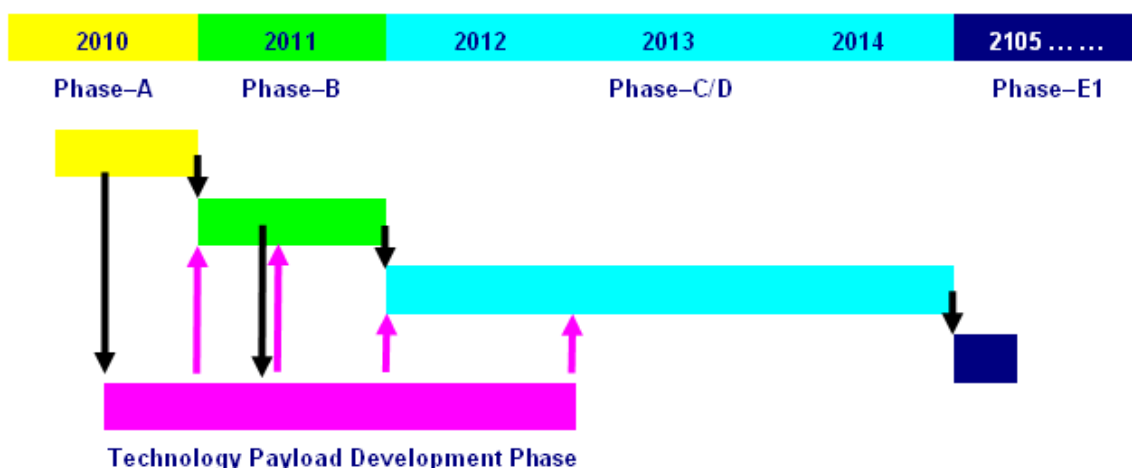 2010 2011 2012 2013 2014 2105 ... ...
Phase–A Phase–B Phase–C/D Phase–E1
Technology Payload Development Phase